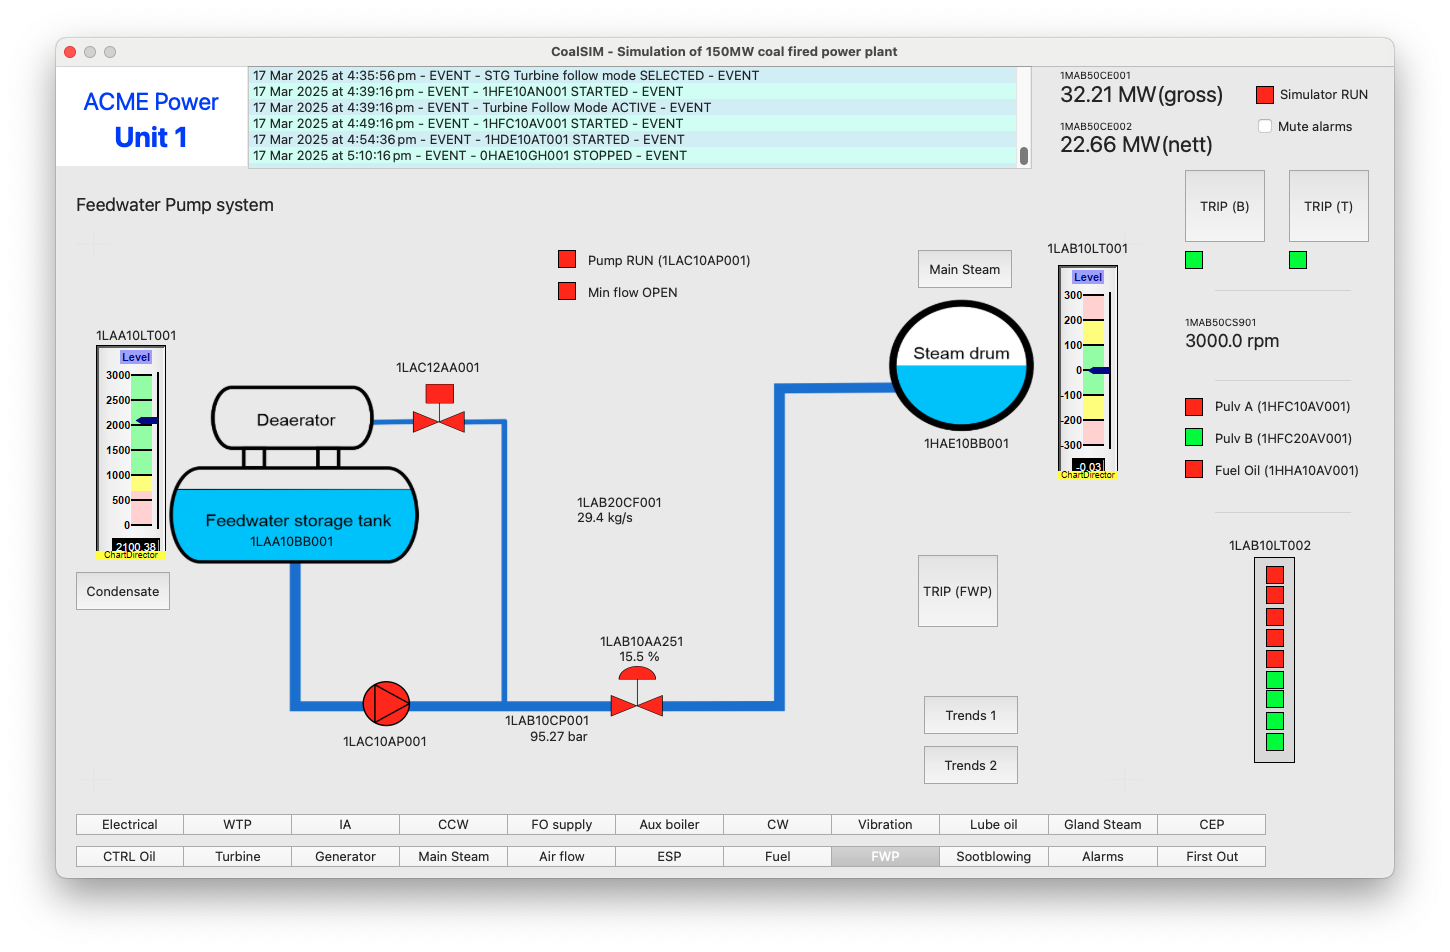 CoalSIM - Simulation of 150MW coal fired power plant
ACME Power
Unit 1
17 Mar 2025 at 4:35:56 pm - EVENT - STG Turbine follow mode SELECTED - EVENT
17 Mar 2025 at 4:39:16 pm - EVENT - 1HFE10AN001 STARTED - EVENT
17 Mar 2025 at 4:39:16 pm - EVENT - Turbine Follow Mode ACTIVE - EVENT
17 Mar 2025 at 4:49:16 pm - EVENT - 1HFC10AV001 STARTED - EVENT
17 Mar 2025 at 4:54:36 pm - EVENT - 1HDE10AT001 STARTED - EVENT
17 Mar 2025 at 5:10:16 pm - EVENT - 0HAE10GH001 STOPPED - EVENT
1MAB50CE001
32.21 MW(gross)
1MAB50CE002
22.66 MW(nett)
Simulator RUN
Mute alarms
TRIP (B)
TRIP (T)
Feedwater Pump system
Pump RUN (1LAC10AP001)
Min flow OPEN
Main Steam
1LAB10LT001
Level
300
200
100
0
-100
-200
-300
-0.03
ChartDirector
1MAB50CS901
3000.0 rpm
Pulv A (1HFC10AV001)
Pulv B (1HFC20AV001)
Fuel Oil (1HHA10AV001)
1LAB10LT002
1LAA10LT001
Level
3000
2500
2000
1500
1000
500
0
2100.38
ChartDirector
Condensate
1LAC12AA001
Deaerator
Feedwater storage tank
1LAA10BB001
Steam drum
1HAE10BB001
1LAB20CF001
29.4 kg/s
TRIP (FWP)
1LAB10AA251
15.5 %
1LAB10CP001
95.27 bar
1LAC10AP001
Trends 1
Trends 2
Electrical WTP IA CCW FO supply Aux boiler CW Vibration Lube oil Gland Steam CEP
CTRL Oil Turbine Generator Main Steam Air flow ESP Fuel FWP Sootblowing Alarms First Out